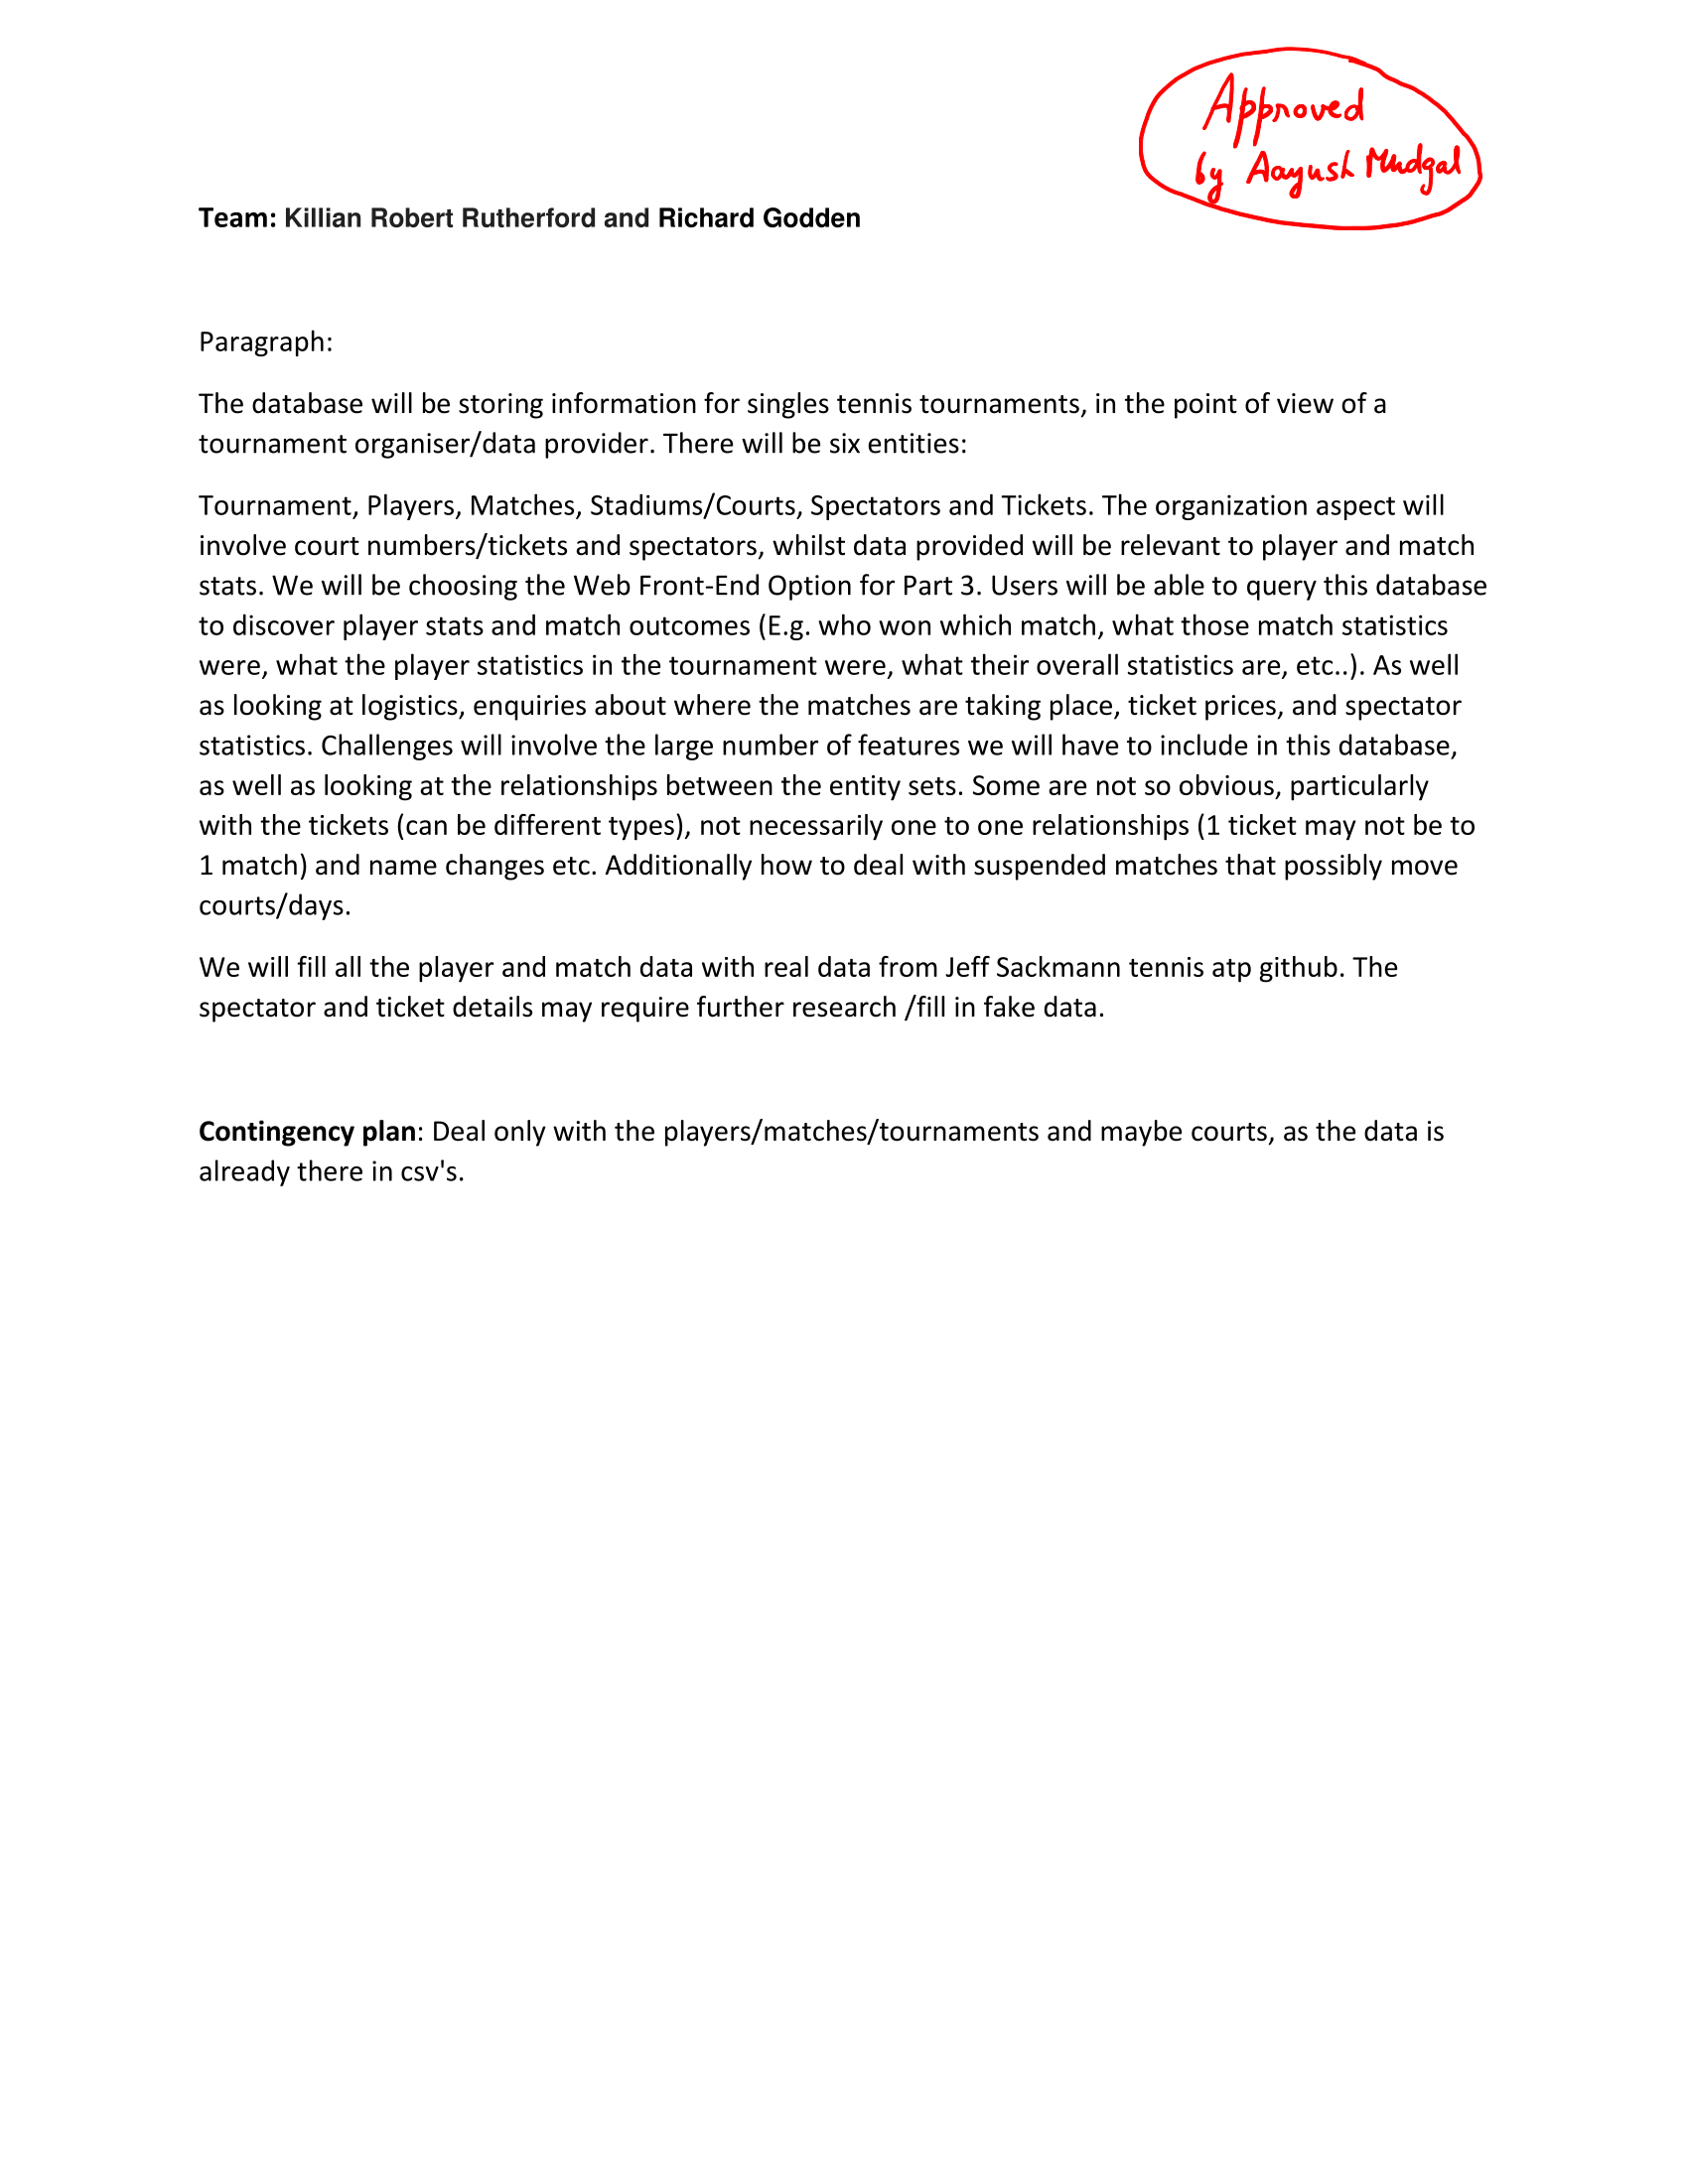 Approved
by Aayush Mudgal
Team: Killian Robert Rutherford and Richard Godden
Paragraph:
The database will be storing information for singles tennis tournaments, in the point of view of a
tournament organiser/data provider. There will be six entities:
Tournament, Players, Matches, Stadiums/Courts, Spectators and Tickets. The organization aspect will
involve court numbers/tickets and spectators, whilst data provided will be relevant to player and match
stats. We will be choosing the Web Front-End Option for Part 3. Users will be able to query this database
to discover player stats and match outcomes (E.g. who won which match, what those match statistics
were, what the player statistics in the tournament were, what their overall statistics are, etc..). As well
as looking at logistics, enquiries about where the matches are taking place, ticket prices, and spectator
statistics. Challenges will involve the large number of features we will have to include in this database,
as well as looking at the relationships between the entity sets. Some are not so obvious, particularly
with the tickets (can be different types), not necessarily one to one relationships (1 ticket may not be to
1 match) and name changes etc. Additionally how to deal with suspended matches that possibly move
courts/days.
We will fill all the player and match data with real data from Jeff Sackmann tennis atp github. The
spectator and ticket details may require further research /fill in fake data.
Contingency plan: Deal only with the players/matches/tournaments and maybe courts, as the data is
already there in csv's.